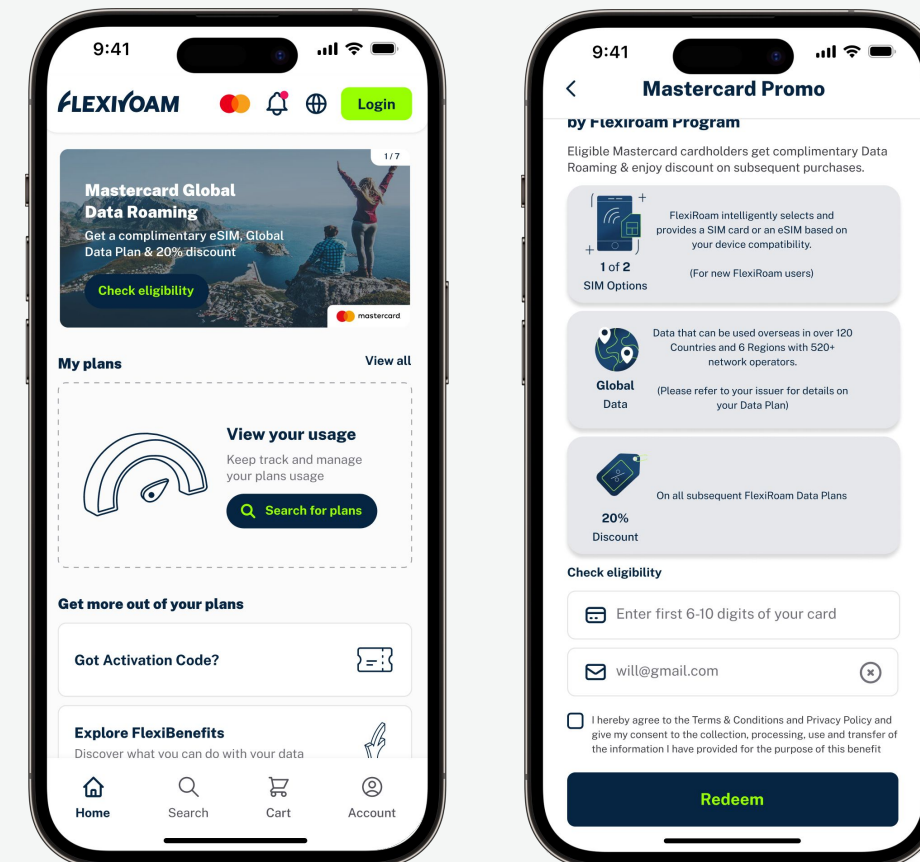 9:41
FLEXIROAM
Login
1/7
Mastercard Global
Data Roaming
Get a complimentary eSIM, Global
Data Plan & 20% discount
Check eligibility
mastercard
My plans
View all
View your usage
Keep track and manage
your plans usage
Search for plans
Get more out of your plans
Got Activation Code?
Explore FlexiBenefits
Discover what you can do with your data
Home
Search
Cart
Account
9:41
Mastercard Promo
by Flexiroam Program
Eligible Mastercard cardholders get complimentary Data
Roaming & enjoy discount on subsequent purchases.
1 of 2
SIM Options
FlexiRoam intelligently selects and
provides a SIM card or an eSIM based on
your device compatibility.
(For new FlexiRoam users)
Global
Data
Data that can be used overseas in over 120
Countries and 6 Regions with 520+
network operators.
(Please refer to your issuer for details on
your Data Plan)
20%
Discount
On all subsequent FlexiRoam Data Plans
Check eligibility
Enter first 6-10 digits of your card
will@gmail.com
I hereby agree to the Terms & Conditions and Privacy Policy and
give my consent to the collection, processing, use and transfer of
the information I have provided for the purpose of this benefit
Redeem